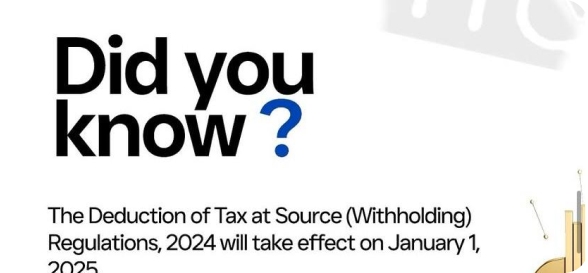 Did you
know ?
The Deduction of Tax at Source (Withholding)
Regulations, 2024 will take effect on January 1,
2025